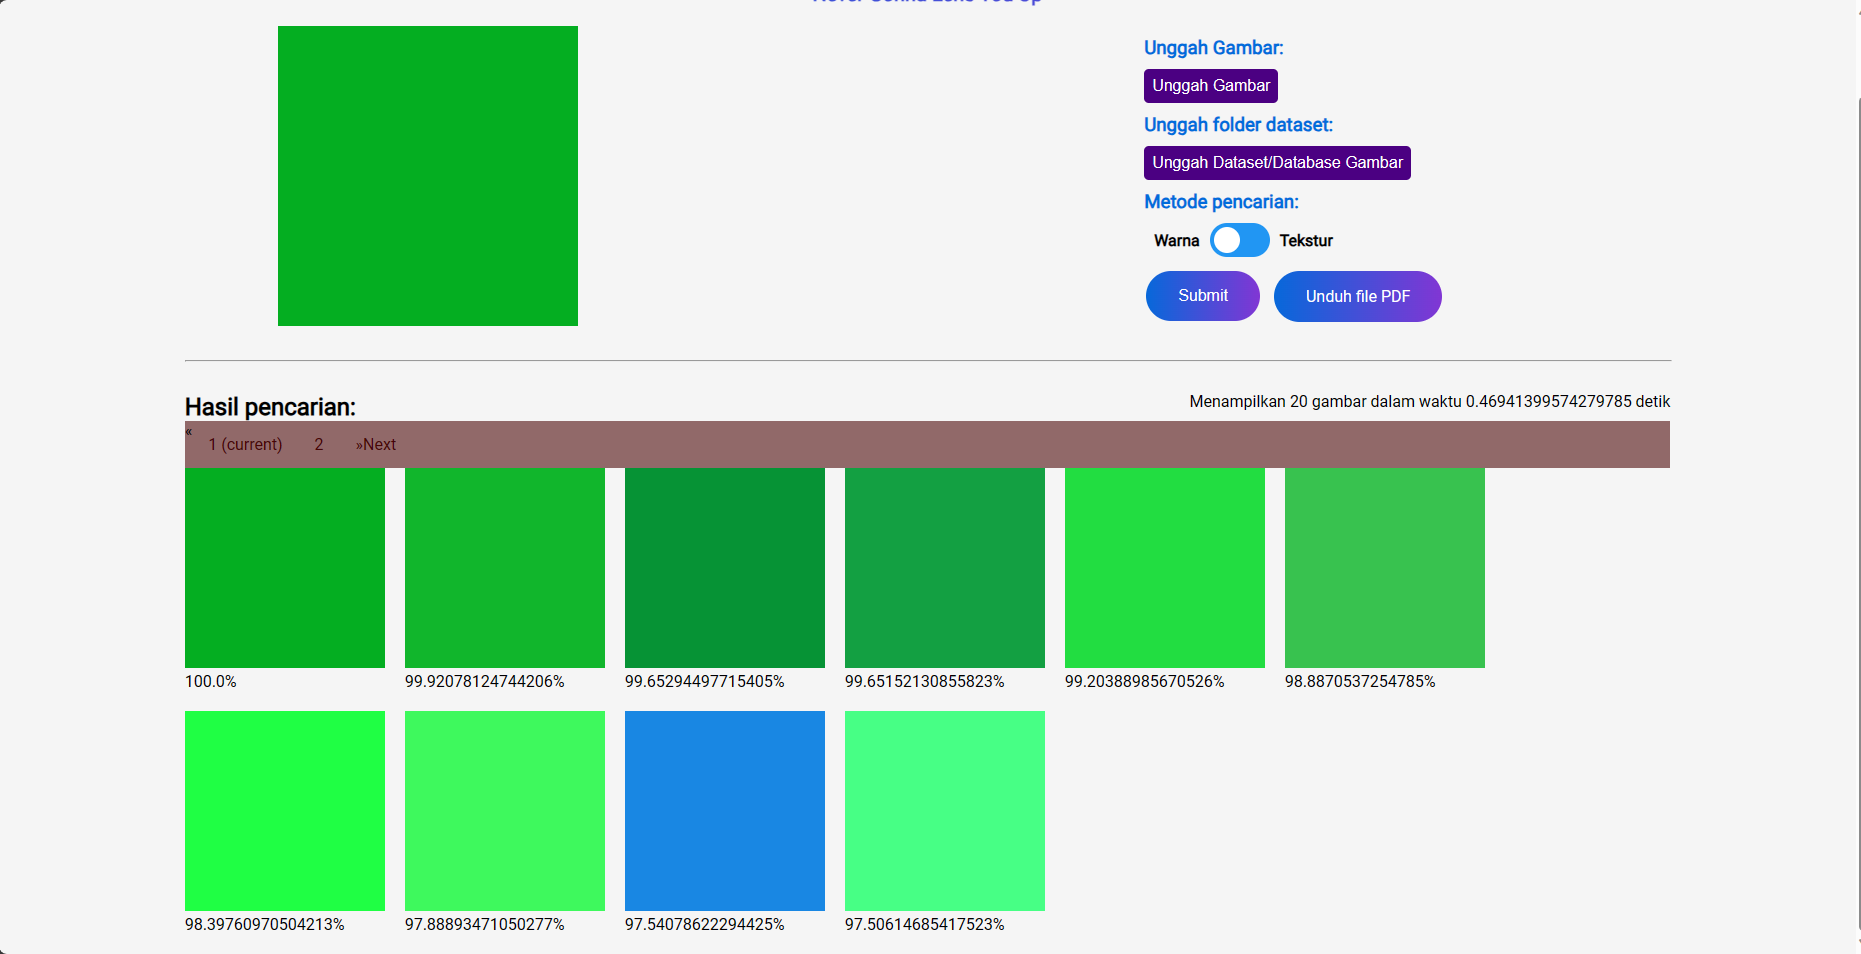 Unggah Gambar:
Unggah Gambar
Unggah folder dataset:
Unggah Dataset/Database Gambar
Metode pencarian:
Warna Tekstur
Submit Unduh file PDF
Hasil pencarian:
Menampilkan 20 gambar dalam waktu 0.46941399574279785 detik
«
1 (current) 2 »Next
100.0% 99.92078124744206% 99.65294497715405% 99.65152130855823% 99.20388985670526% 98.8870537254785%
98.39760970504213% 97.88893471050277% 97.54078622294425% 97.50614685417523%